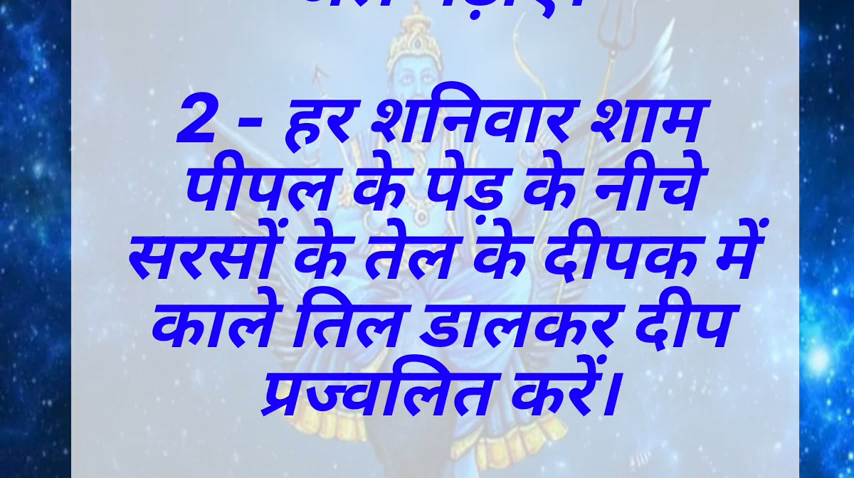 2 - हर शनिवार शाम
पीपल के पेड़ के नीचे
सरसों के तेल के दीपक में
काले तिल डालकर दीप
प्रज्वलित करें।